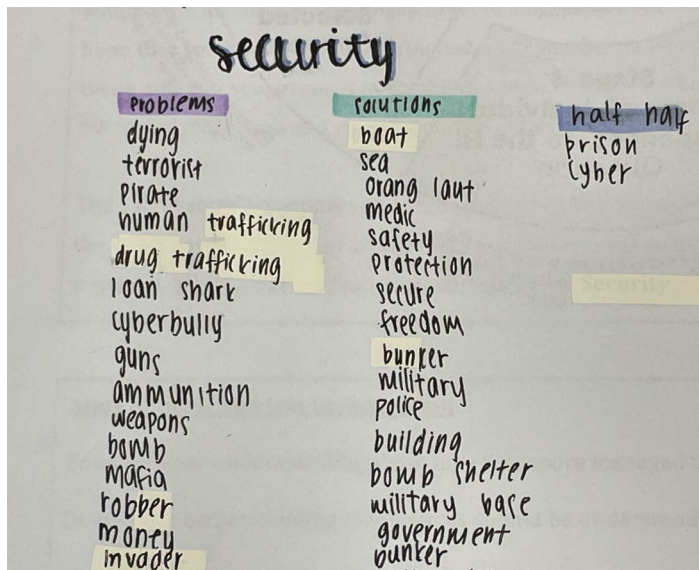 security
problems
dying
terrorist
pirate
human trafficking
drug trafficking
loan shark
cyberbully
guns
ammunition
weapons
bomb
mafia
robber
money
invader
solutions
boat
sea
orang laut
medic
safety
protection
secure
freedom
bunker
military
police
building
bomb shelter
military base
government
bunker
half half
prison
cyber